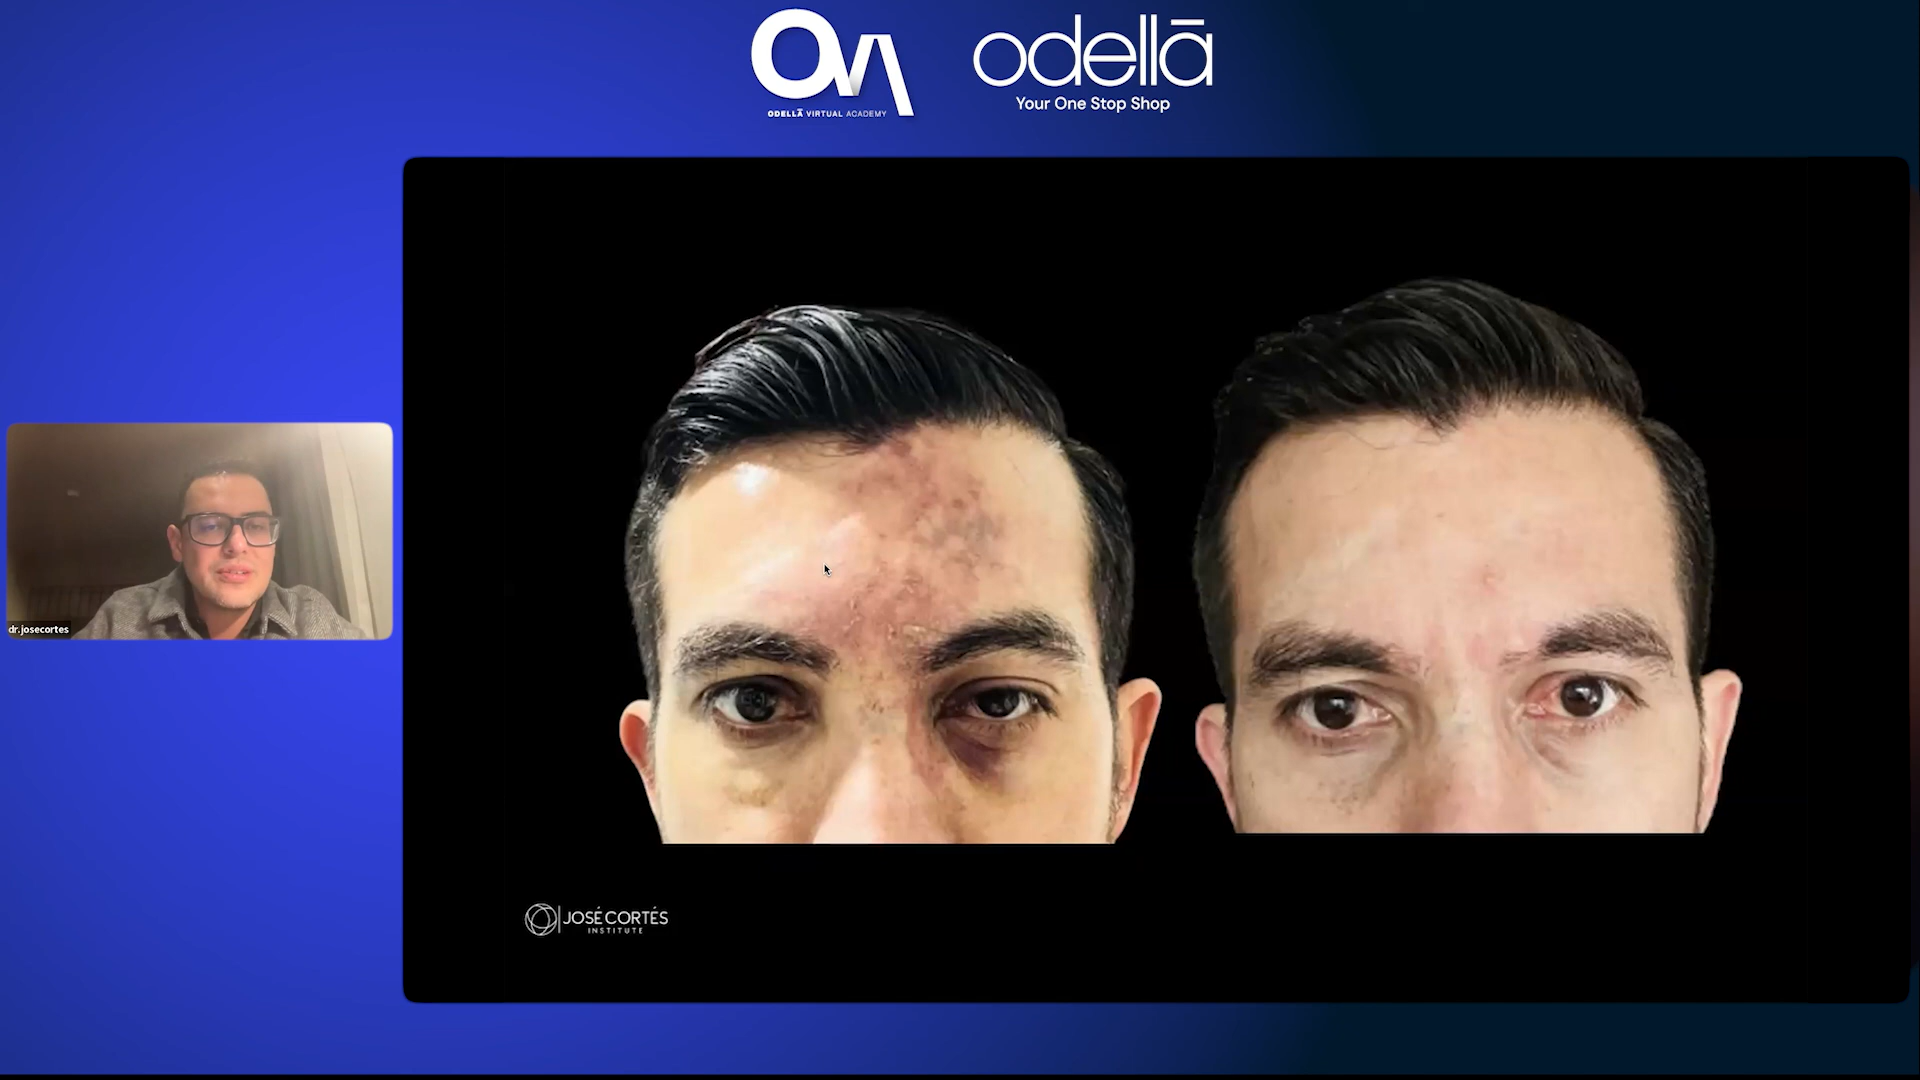 OVA
ODELLĀ VIRTUAL ACADEMY
odellā
Your One Stop Shop
dr.josecortes
JOSÉ CORTÉS
INSTITUTE